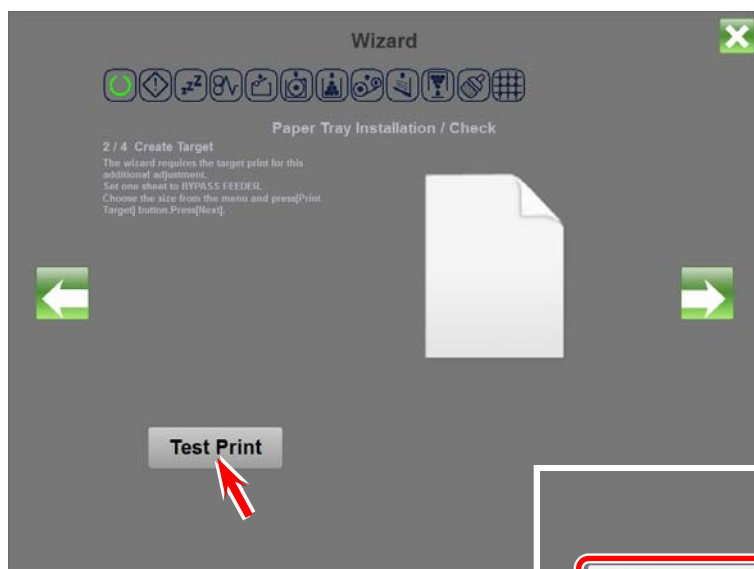 Wizard
Paper Tray Installation / Check
2 / 4 Create Target
The wizard requires the target print for this
additional adjustment.
Set one sheet to BYPASS FEEDER.
Choose the size from the menu and press[Print
Target] button.Press[Next].
Test Print